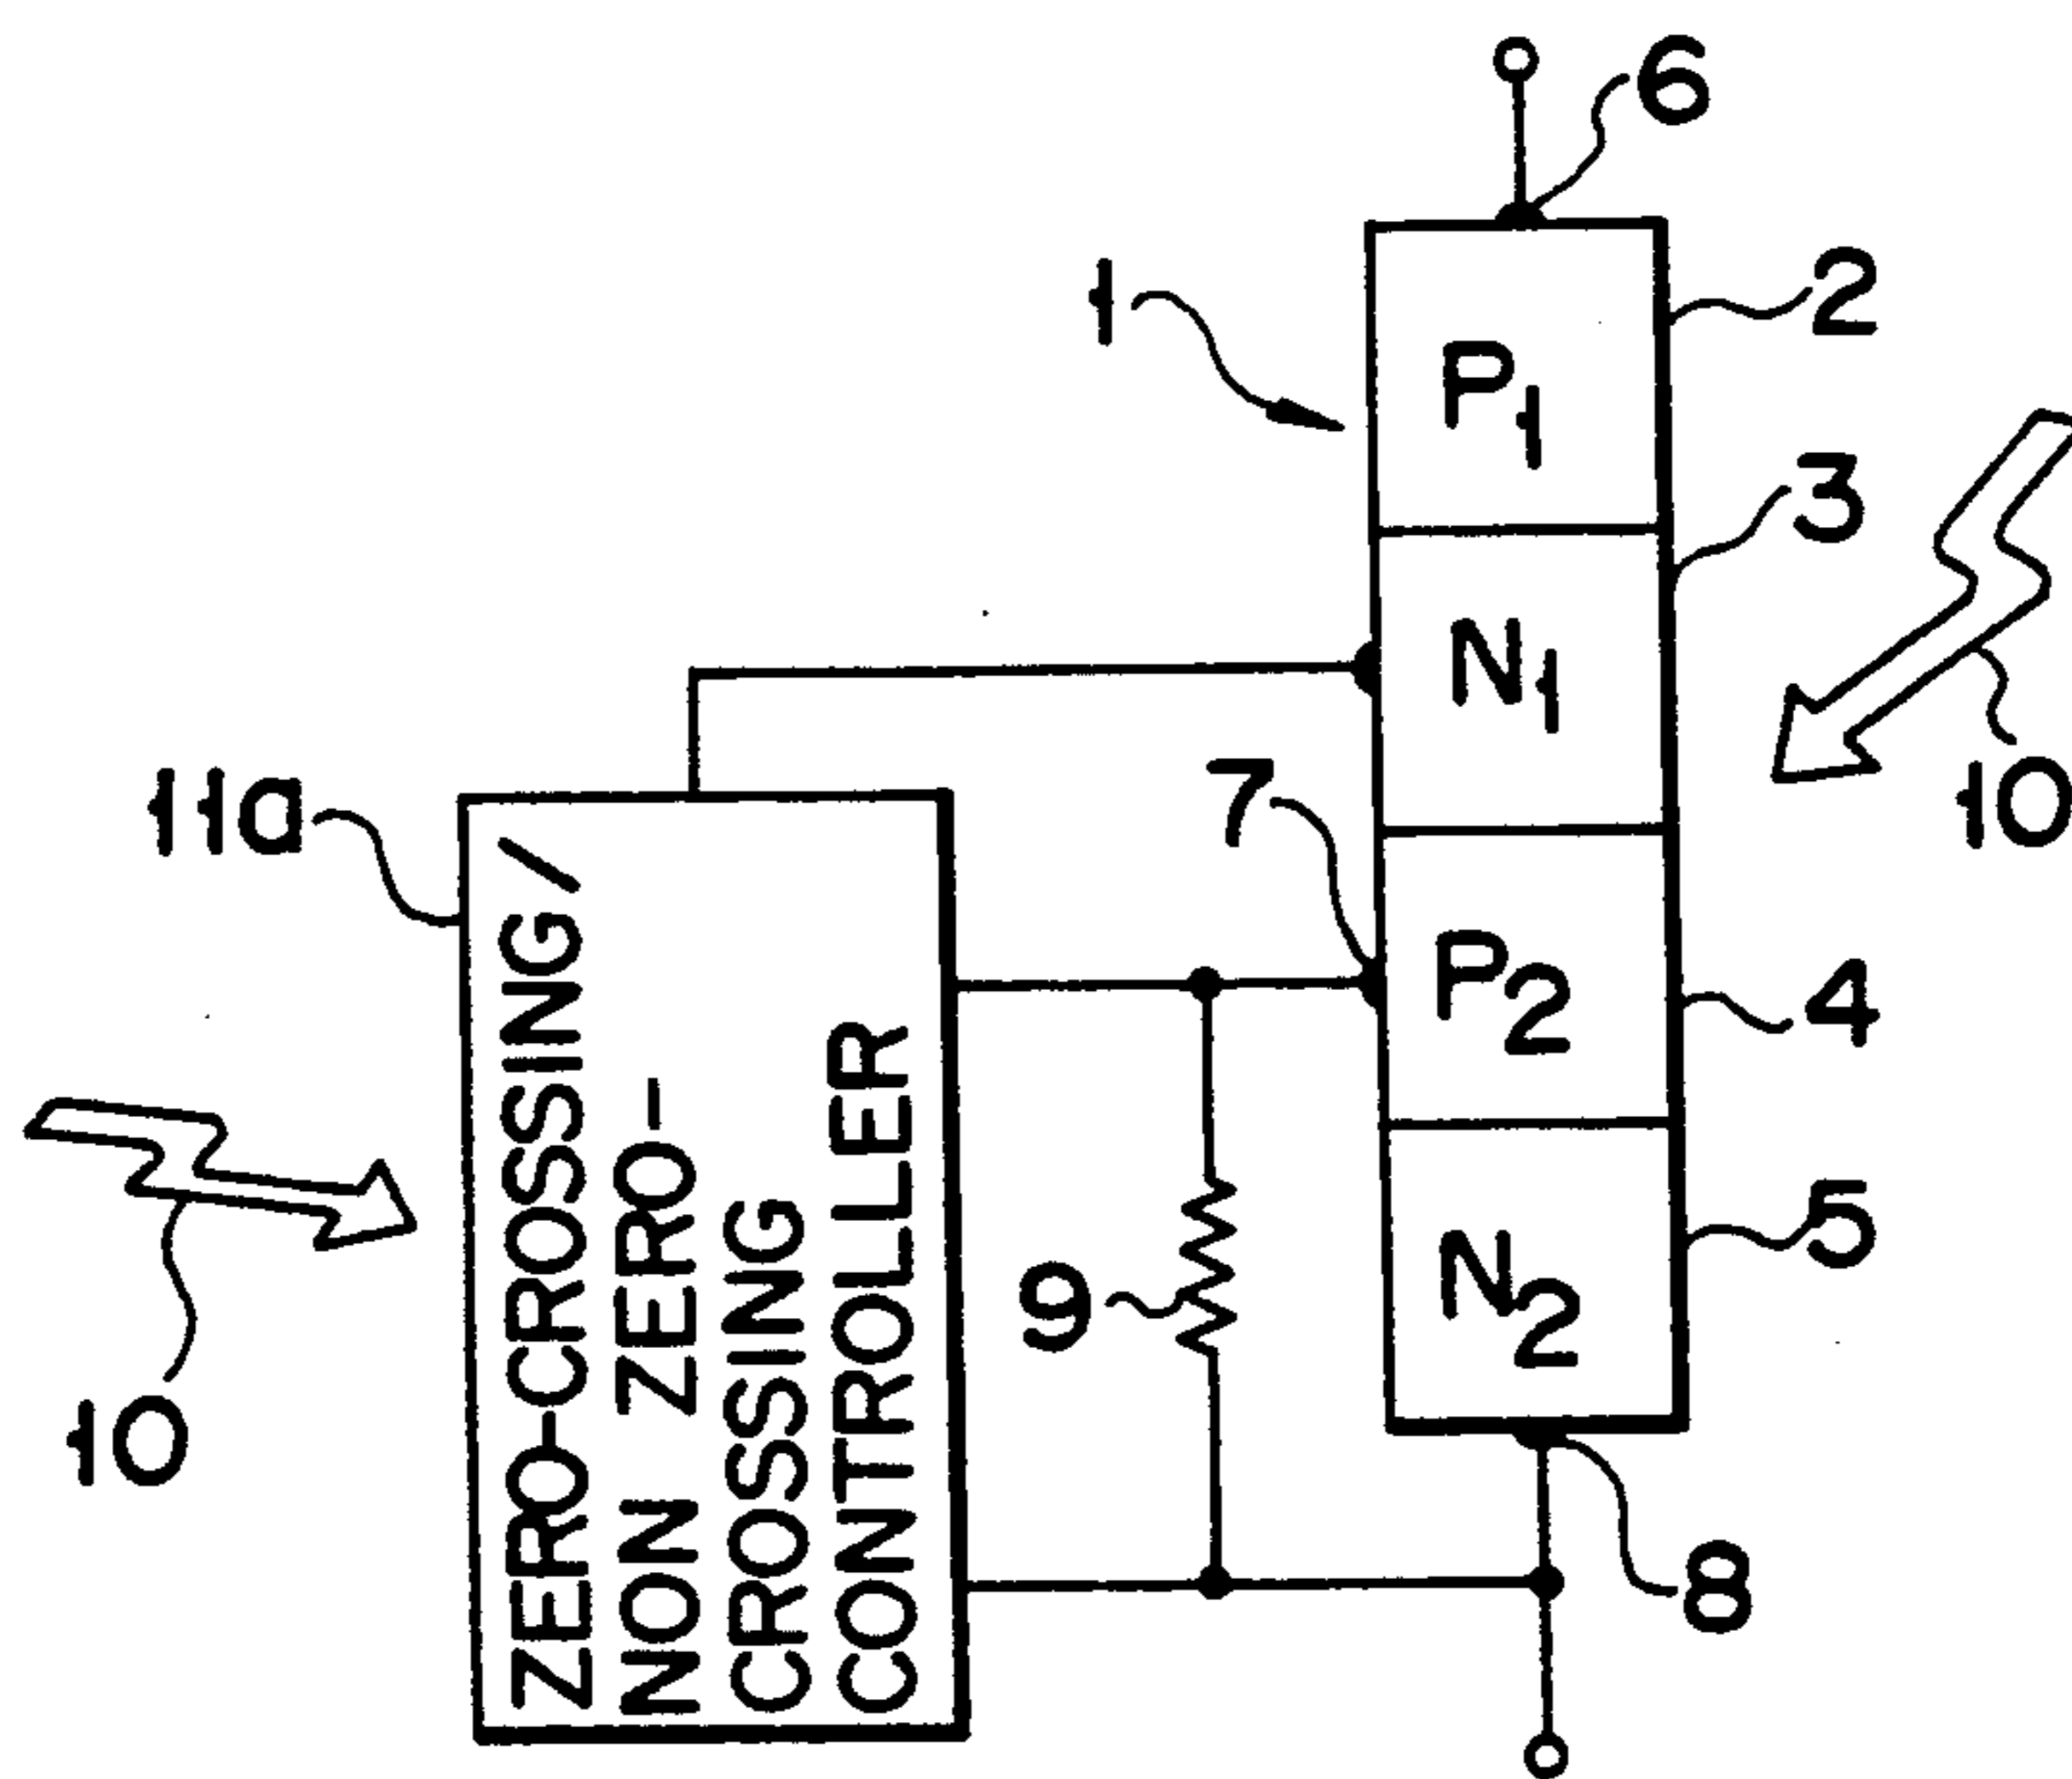 6
2
1
P1
3
N1
10
7
11a
P2
4
ZERO-CROSSING/
NON ZERO-
CROSSING
CONTROLLER
5
9
N2
10
8